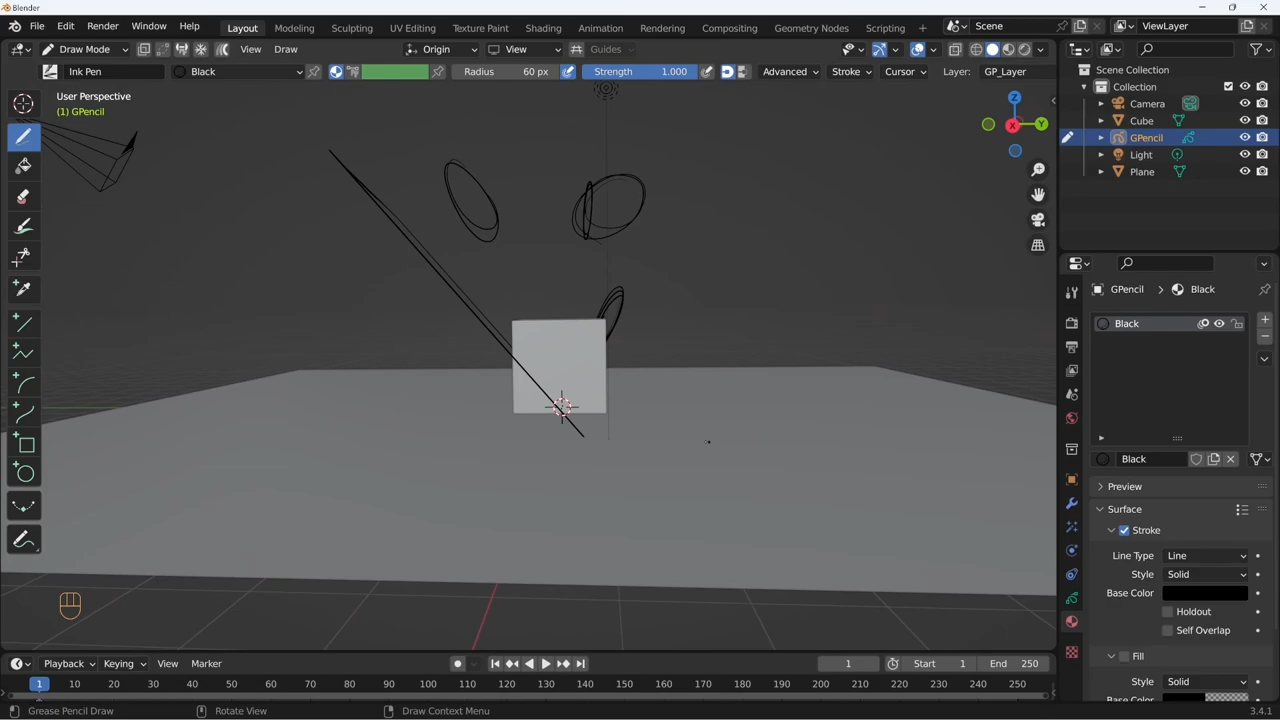 Blender
File Edit Render Window Help Layout Modeling Sculpting UV Editing Texture Paint Shading Animation Rendering Compositing Geometry Nodes Scripting Scene ViewLayer
Draw Mode View Draw Origin View Guides
Ink Pen Black Radius 60 px Strength 1.000 Advanced Stroke Cursor Layer: GP_Layer
User Perspective
(1) GPencil
Z
X
Y
Scene Collection
Collection
Camera
Cube
GPencil
Light
Plane
GPencil Black
Black
Black
Preview
Surface
Stroke
Line Type Line
Style Solid
Base Color
Holdout
Self Overlap
Fill
Style Solid
Base Color
Playback Keying View Marker 1 Start 1 End 250
1 10 20 30 40 50 60 70 80 90 100 110 120 130 140 150 160 170 180 190 200 210 220 230 240 250
Grease Pencil Draw Rotate View Draw Context Menu 3.4.1